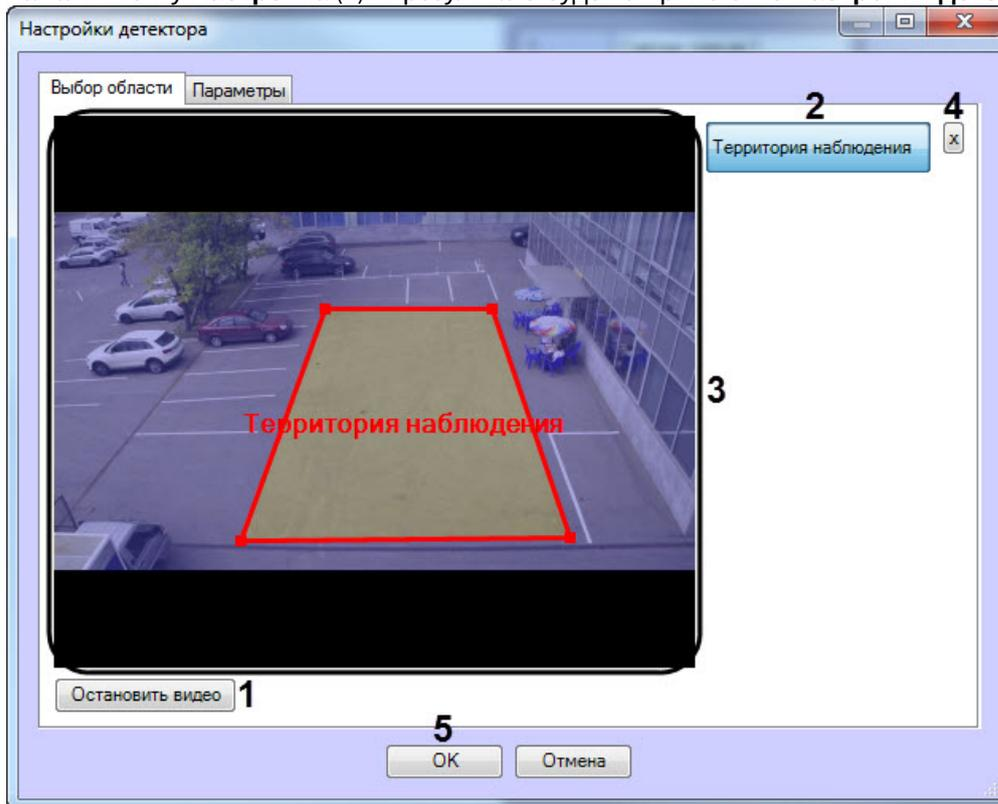 Настройки детектора
Выбор области
Параметры
2
4
Территория наблюдения
x
Территория наблюдения
3
Остановить видео
1
5
OK
Отмена